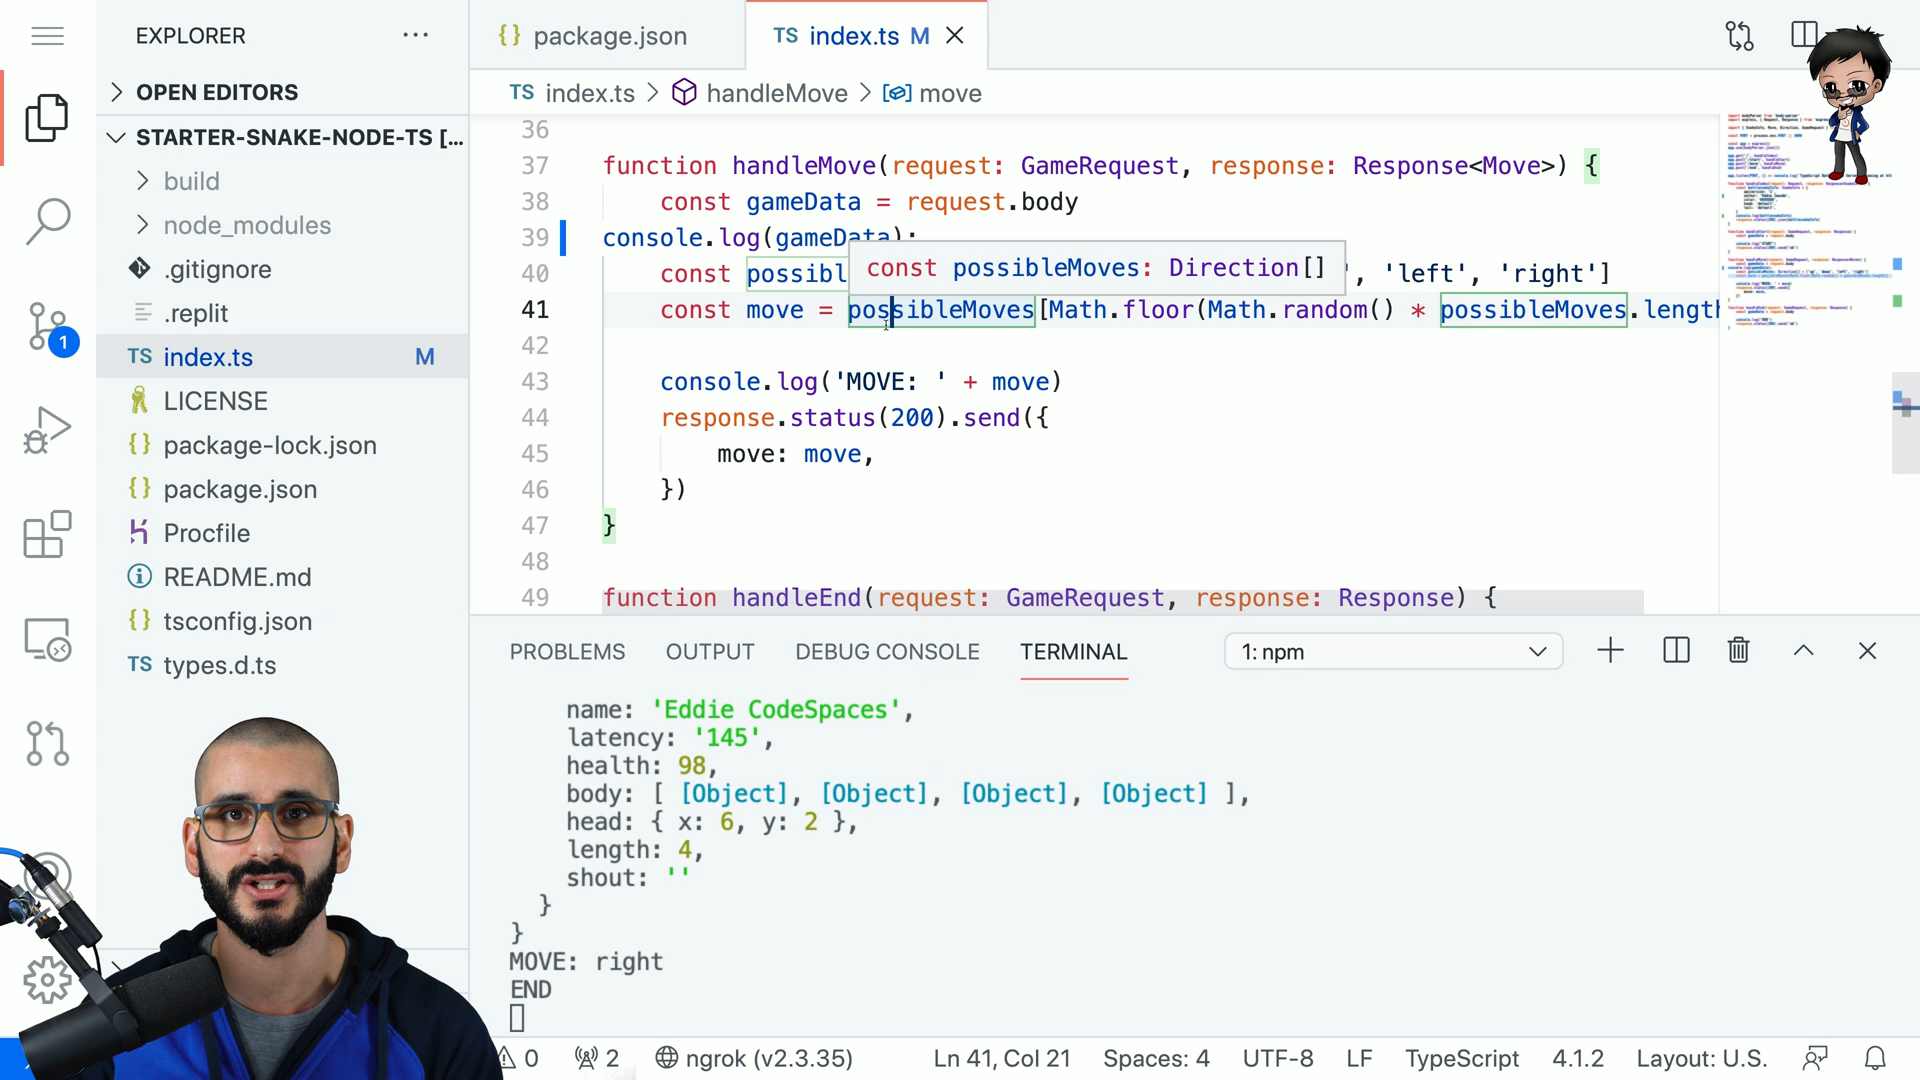 EXPLORER
OPEN EDITORS
STARTER-SNAKE-NODE-TS [...
build
node_modules
.gitignore
.replit
TS index.ts M
LICENSE
package-lock.json
package.json
Procfile
README.md
tsconfig.json
TS types.d.ts
1
{} package.json
TS index.ts M
TS index.ts > handleMove > move
36
37 function handleMove(request: GameRequest, response: Response<Move>) {
38 const gameData = request.body
39 console.log(gameData);
const possibleMoves: Direction[]
40 const possibl ', 'left', 'right']
41 const move = possibleMoves[Math.floor(Math.random() * possibleMoves.length
42
43 console.log('MOVE: ' + move)
44 response.status(200).send({
45 move: move,
46 })
47 }
48
49 function handleEnd(request: GameRequest, response: Response) {
PROBLEMS OUTPUT DEBUG CONSOLE TERMINAL 1: npm
name: 'Eddie CodeSpaces',
latency: '145',
health: 98,
body: [ [Object], [Object], [Object], [Object] ],
head: { x: 6, y: 2 },
length: 4,
shout: ''
}
}
MOVE: right
END
0 2 ngrok (v2.3.35) Ln 41, Col 21 Spaces: 4 UTF-8 LF TypeScript 4.1.2 Layout: U.S.